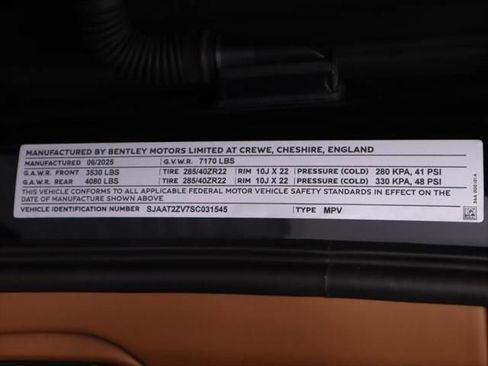 MANUFACTURED BY BENTLEY MOTORS LIMITED AT CREWE, CHESHIRE, ENGLAND
MANUFACTURED 06/2025 G.V.W.R. 7170 LBS
G.A.W.R. FRONT 3530 LBS TIRE 285/40ZR22 RIM 10J X 22 PRESSURE (COLD) 280 KPA, 41 PSI
G.A.W.R. REAR 4080 LBS TIRE 285/40ZR22 RIM 10J X 22 PRESSURE (COLD) 330 KPA, 48 PSI
THIS VEHICLE CONFORMS TO ALL APPLICABLE FEDERAL MOTOR VEHICLE SAFETY STANDARDS IN EFFECT ON THE
DATE OF MANUFACTURE SHOWN ABOVE.
VEHICLE IDENTIFICATION NUMBER SJAAT2ZV7SC031545 TYPE MPV